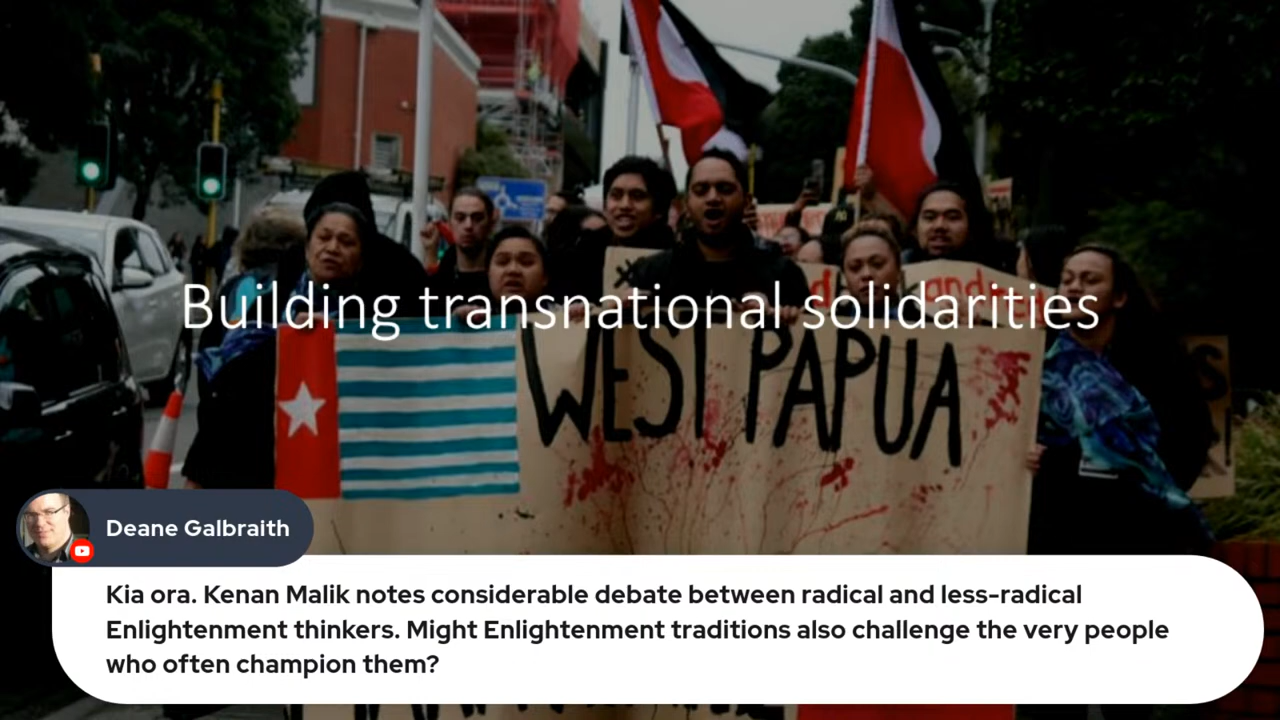 Building transnational solidarities
and
WEST PAPUA
Deane Galbraith
Kia ora. Kenan Malik notes considerable debate between radical and less-radical
Enlightenment thinkers. Might Enlightenment traditions also challenge the very people
who often champion them?